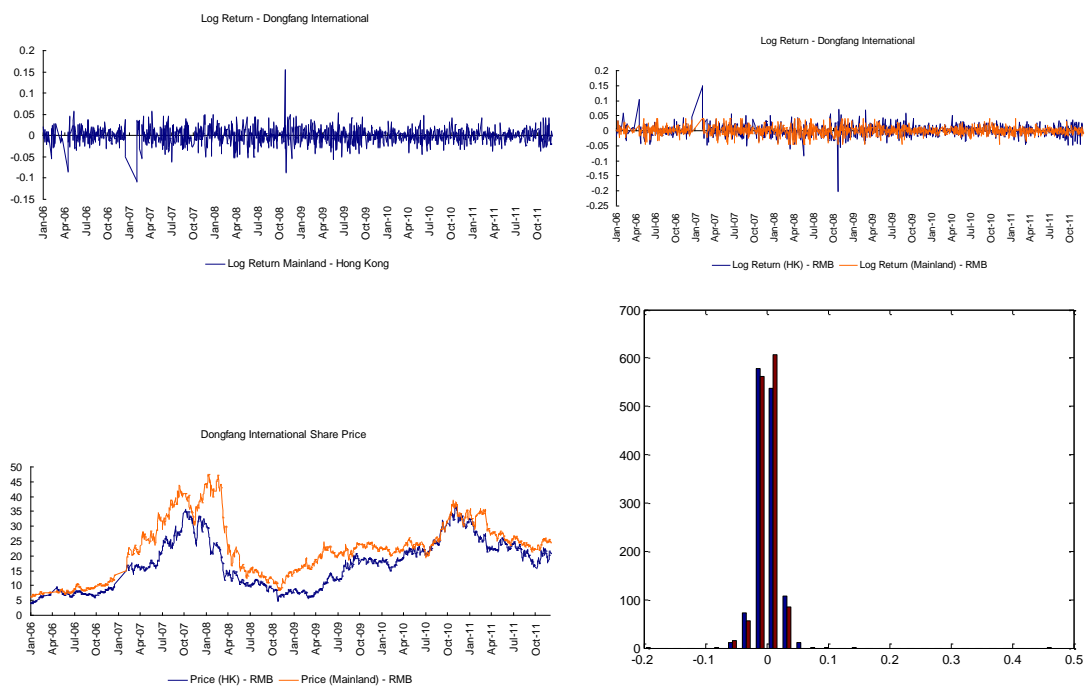 Log Return - Dongfang International
0.2
0.15
0.1
0.05
0
-0.05
-0.1
-0.15
Jan-06
Apr-06
Jul-06
Oct-06
Jan-07
Apr-07
Jul-07
Oct-07
Jan-08
Apr-08
Jul-08
Oct-08
Jan-09
Apr-09
Jul-09
Oct-09
Jan-10
Apr-10
Jul-10
Oct-10
Jan-11
Apr-11
Jul-11
Oct-11
Log Return Mainland - Hong Kong
Log Return - Dongfang International
0.2
0.15
0.1
0.05
0
-0.05
-0.1
-0.15
-0.2
-0.25
Jan-06
Apr-06
Jul-06
Oct-06
Jan-07
Apr-07
Jul-07
Oct-07
Jan-08
Apr-08
Jul-08
Oct-08
Jan-09
Apr-09
Jul-09
Oct-09
Jan-10
Apr-10
Jul-10
Oct-10
Jan-11
Apr-11
Jul-11
Oct-11
Log Return (HK) - RMB Log Return (Mainland) - RMB
Dongfang International Share Price
50
45
40
35
30
25
20
15
10
5
0
Jan-06
Apr-06
Jul-06
Oct-06
Jan-07
Apr-07
Jul-07
Oct-07
Jan-08
Apr-08
Jul-08
Oct-08
Jan-09
Apr-09
Jul-09
Oct-09
Jan-10
Apr-10
Jul-10
Oct-10
Jan-11
Apr-11
Jul-11
Oct-11
Price (HK) - RMB Price (Mainland) - RMB
700
600
500
400
300
200
100
0
-0.2 -0.1 0 0.1 0.2 0.3 0.4 0.5